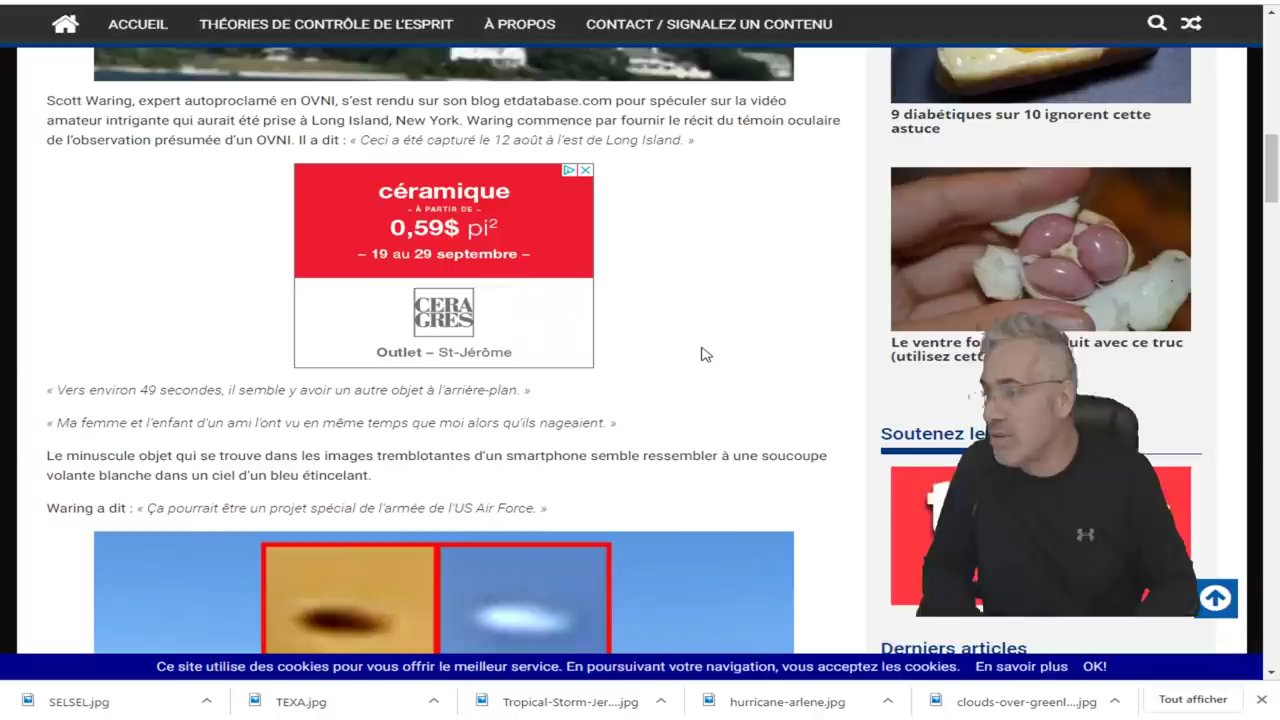 ACCUEIL THÉORIES DE CONTRÔLE DE L'ESPRIT À PROPOS CONTACT / SIGNALEZ UN CONTENU
Scott Waring, expert autoproclamé en OVNI, s'est rendu sur son blog etdatabase.com pour spéculer sur la vidéo
amateur intrigante qui aurait été prise à Long Island, New York. Waring commence par fournir le récit du témoin oculaire
de l'observation présumée d'un OVNI. Il a dit : « Ceci a été capturé le 12 août à l'est de Long Island. »
céramique
– À PARTIR DE –
0,59$ pi²
– 19 au 29 septembre –
CERA
GRES
Outlet – St-Jérôme
« Vers environ 49 secondes, il semble y avoir un autre objet à l'arrière-plan. »
« Ma femme et l'enfant d'un ami l'ont vu en même temps que moi alors qu'ils nageaient. »
Le minuscule objet qui se trouve dans les images tremblotantes d'un smartphone semble ressembler à une soucoupe
volante blanche dans un ciel d'un bleu étincelant.
Waring a dit : « Ça pourrait être un projet spécial de l'armée de l'US Air Force. »
9 diabétiques sur 10 ignorent cette
astuce
Le ventre avec ce truc
(utilisez
Soutenez
Derniers articles
Ce site utilise des cookies pour vous offrir le meilleur service. En poursuivant votre navigation, vous acceptez les cookies. En savoir plus OK!
SELSEL.jpg TEXA.jpg Tropical-Storm-Jer....jpg hurricane-arlene.jpg clouds-over-greenl....jpg Tout afficher